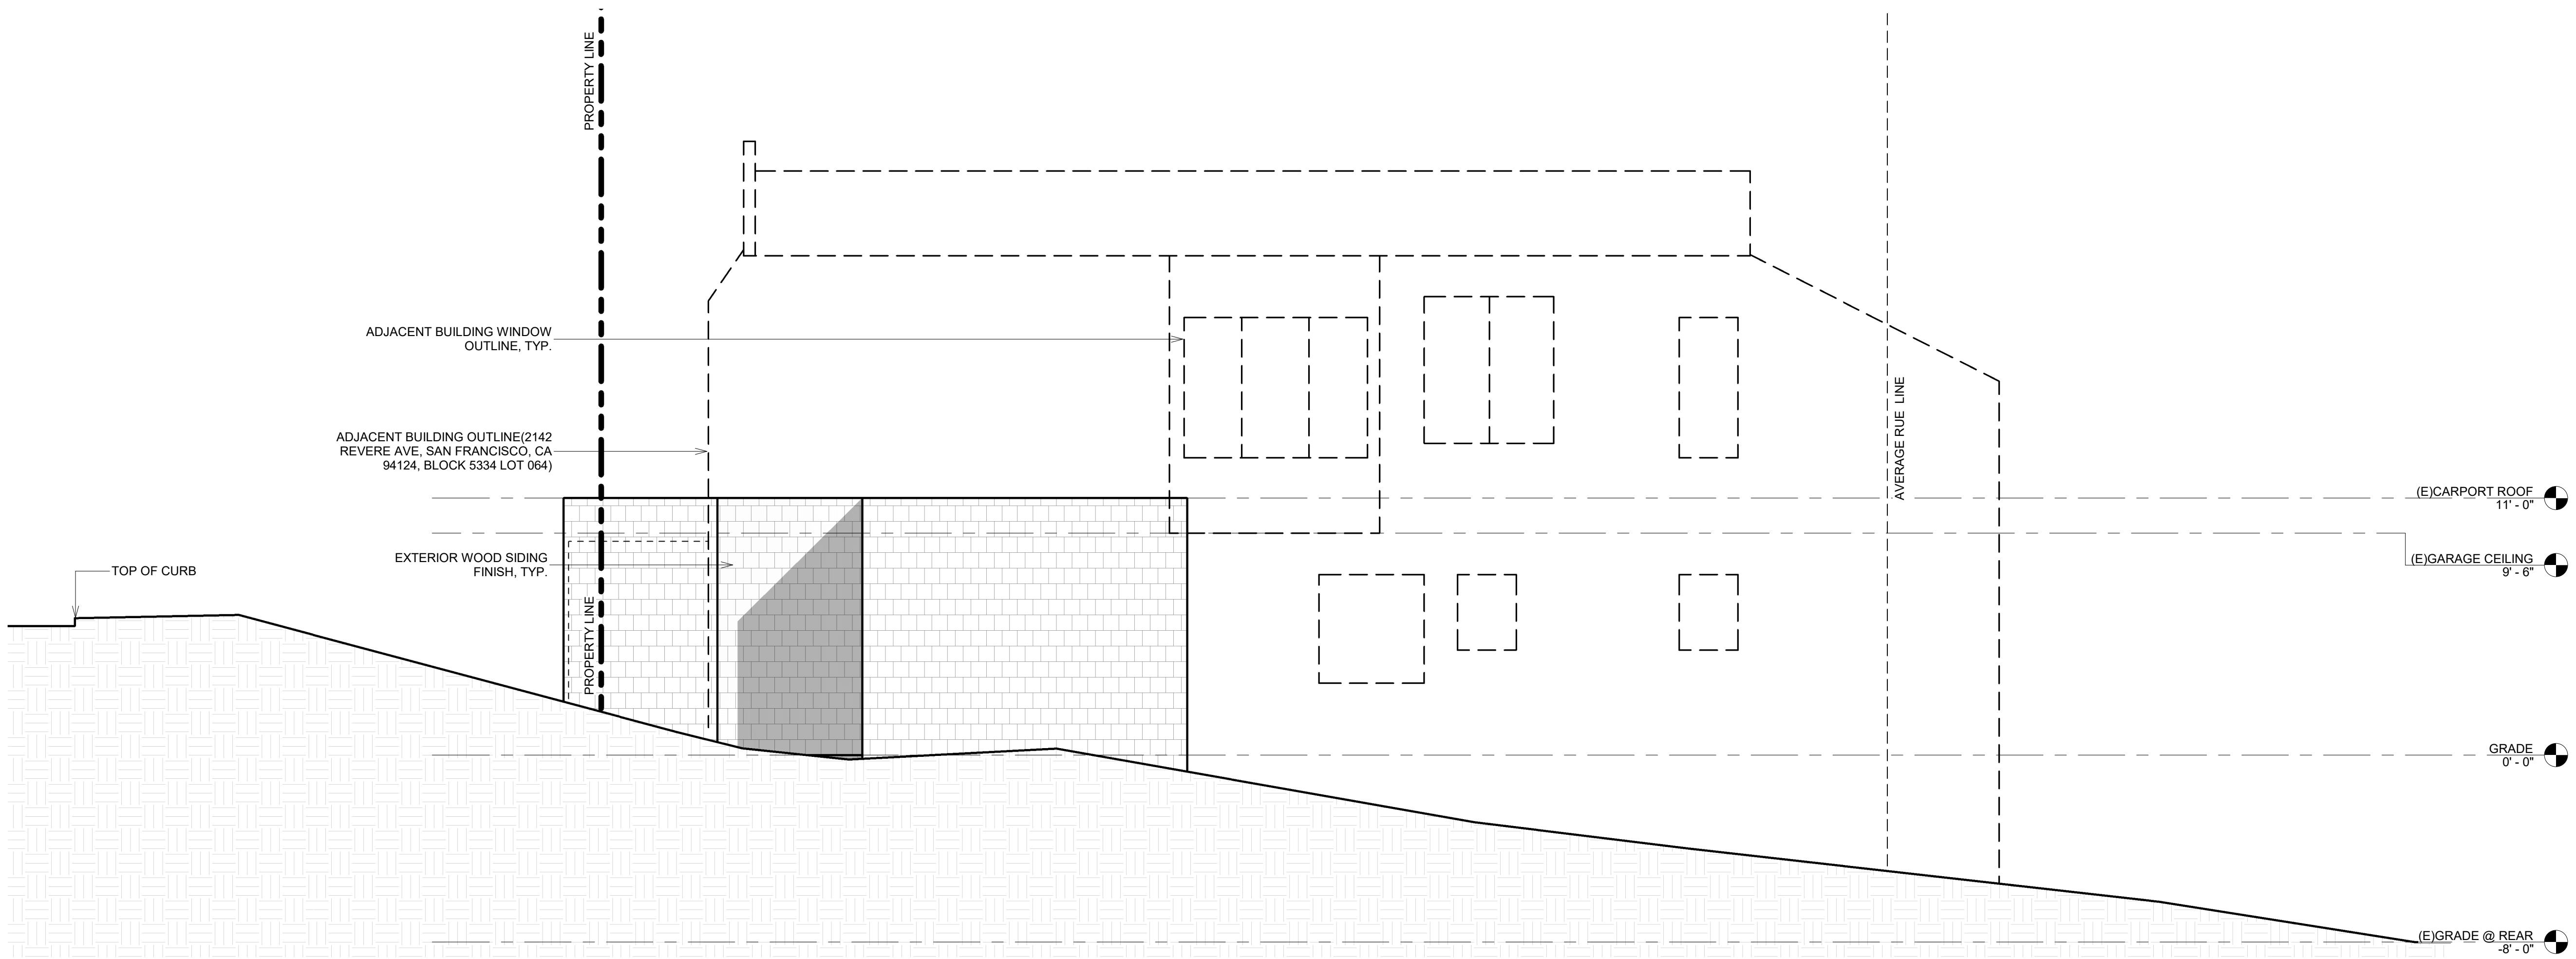 PROPERTY LINE
ADJACENT BUILDING WINDOW
OUTLINE, TYP.
ADJACENT BUILDING OUTLINE(2142
REVERE AVE, SAN FRANCISCO, CA
94124, BLOCK 5334 LOT 064)
AVERAGE RUE LINE
(E)CARPORT ROOF
11' - 0"
EXTERIOR WOOD SIDING
FINISH, TYP.
(E)GARAGE CEILING
9' - 6"
TOP OF CURB
PROPERTY LINE
GRADE
0' - 0"
(E)GRADE @ REAR
-8' - 0"